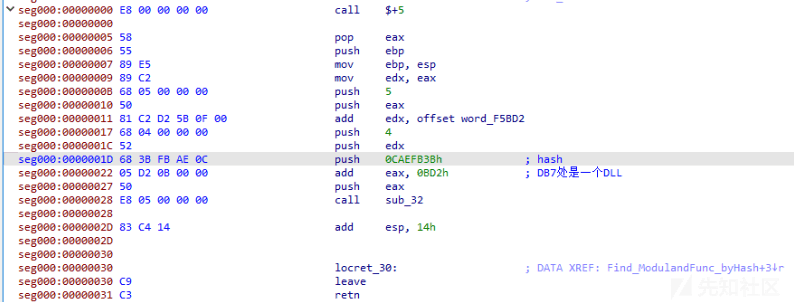 seg000:00000000 E8 00 00 00 00 call $+5
seg000:00000000
seg000:00000005 58 pop eax
seg000:00000006 55 push ebp
seg000:00000007 89 E5 mov ebp, esp
seg000:00000009 89 C2 mov edx, eax
seg000:0000000B 68 05 00 00 00 push 5
seg000:00000010 50 push eax
seg000:00000011 81 C2 D2 5B 0F 00 add edx, offset word_F5BD2
seg000:00000017 68 04 00 00 00 push 4
seg000:0000001C 52 push edx
seg000:0000001D 68 3B FB AE 0C push 0CAEFB3Bh ; hash
seg000:00000022 05 D2 0B 00 00 add eax, 0BD2h ; DB7处是一个DLL
seg000:00000027 50 push eax
seg000:00000028 E8 05 00 00 00 call sub_32
seg000:00000028
seg000:0000002D 83 C4 14 add esp, 14h
seg000:0000002D
seg000:00000030
seg000:00000030 locret_30: ; DATA XREF: Find_ModulandFunc_byHash+3↓r
seg000:00000030 C9 leave
seg000:00000031 C3 retn
先知社区